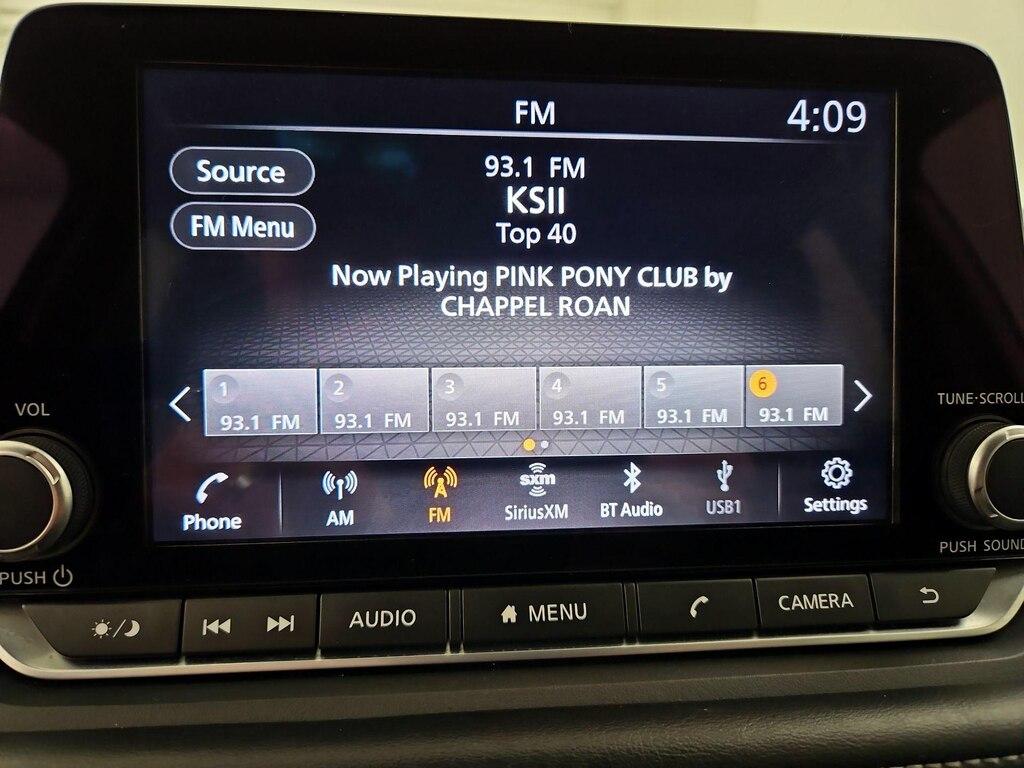 FM 4:09
Source
FM Menu
93.1 FM
KSII
Top 40
Now Playing PINK PONY CLUB by
CHAPPEL ROAN
1 2 3 4 5 6
93.1 FM 93.1 FM 93.1 FM 93.1 FM 93.1 FM 93.1 FM
VOL
TUNE·SCROLL
sxm
Phone AM FM SiriusXM BT Audio USB1 Settings
PUSH
PUSH SOUND
AUDIO MENU CAMERA